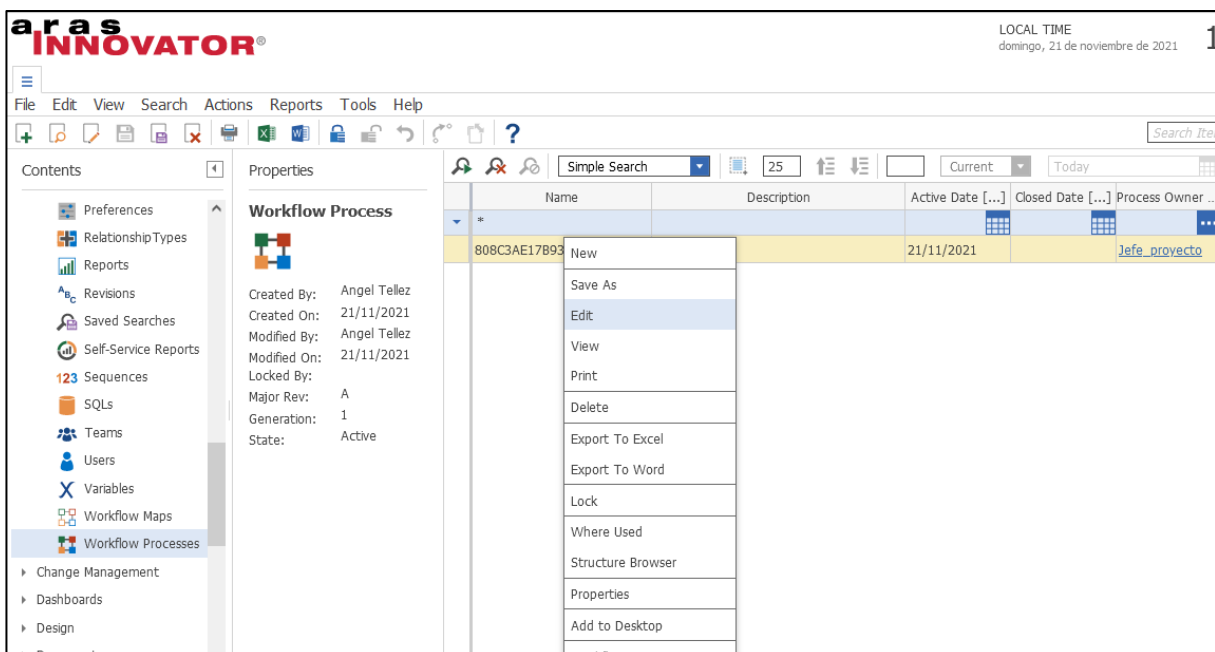 aras
INNOVATOR®
LOCAL TIME
domingo, 21 de noviembre de 2021
File Edit View Search Actions Reports Tools Help
Search
Contents
Preferences
RelationshipTypes
Reports
Revisions
Saved Searches
Self-Service Reports
123 Sequences
SQLs
Teams
Users
Variables
Workflow Maps
Workflow Processes
Change Management
Dashboards
Design
Properties
Workflow Process
Created By: Angel Tellez
Created On: 21/11/2021
Modified By: Angel Tellez
Modified On: 21/11/2021
Locked By:
Major Rev: A
Generation: 1
State: Active
Simple Search 25 Current Today
Name Description Active Date [...] Closed Date [...] Process Owner ...
*
808C3AE17B93 21/11/2021 Jefe_proyecto
New
Save As
Edit
View
Print
Delete
Export To Excel
Export To Word
Lock
Where Used
Structure Browser
Properties
Add to Desktop